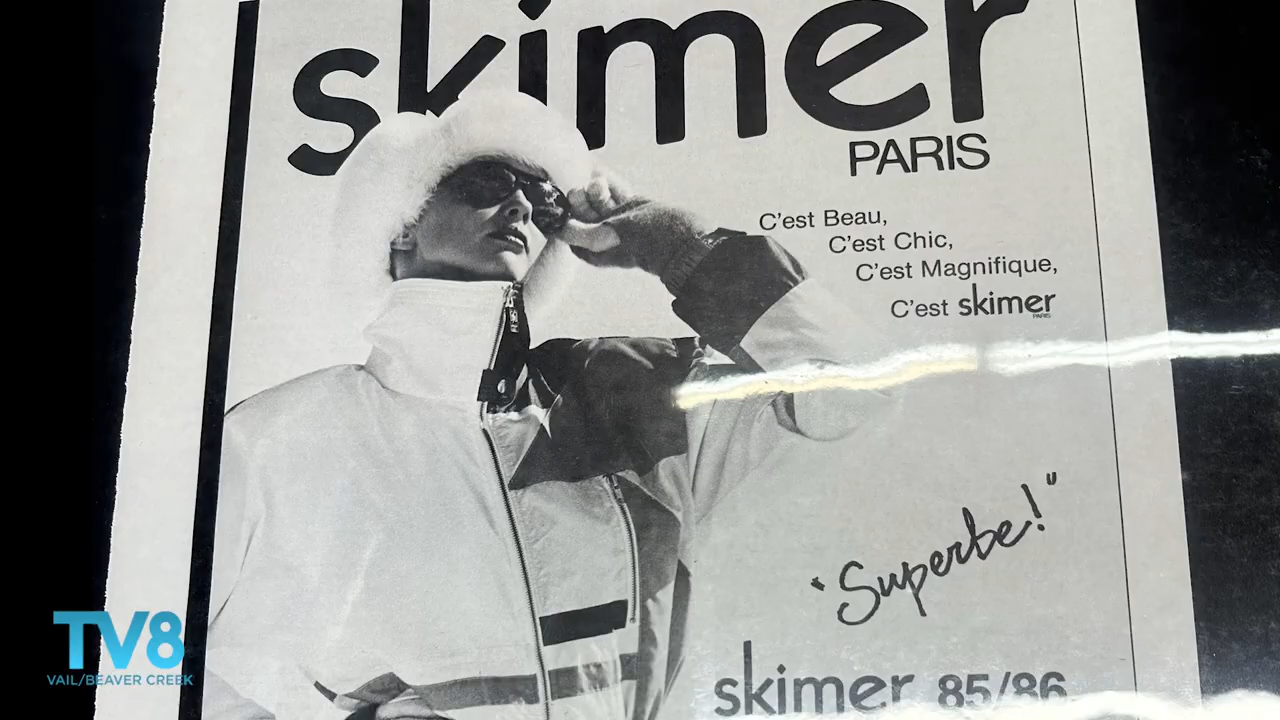 skimer
PARIS
C'est Beau,
C'est Chic,
C'est Magnifique,
C'est skimer
PARIS
"Superbe!"
skimer 85/86
TV8
VAIL/BEAVER CREEK